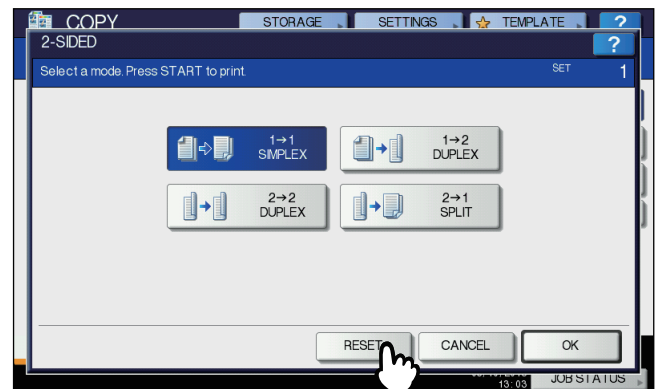 COPY STORAGE SETTINGS TEMPLATE ?
2-SIDED ?
Select a mode. Press START to print. SET 1
1→1
SIMPLEX
1→2
DUPLEX
2→2
DUPLEX
2→1
SPLIT
RESET CANCEL OK
13:03 JOB STATUS